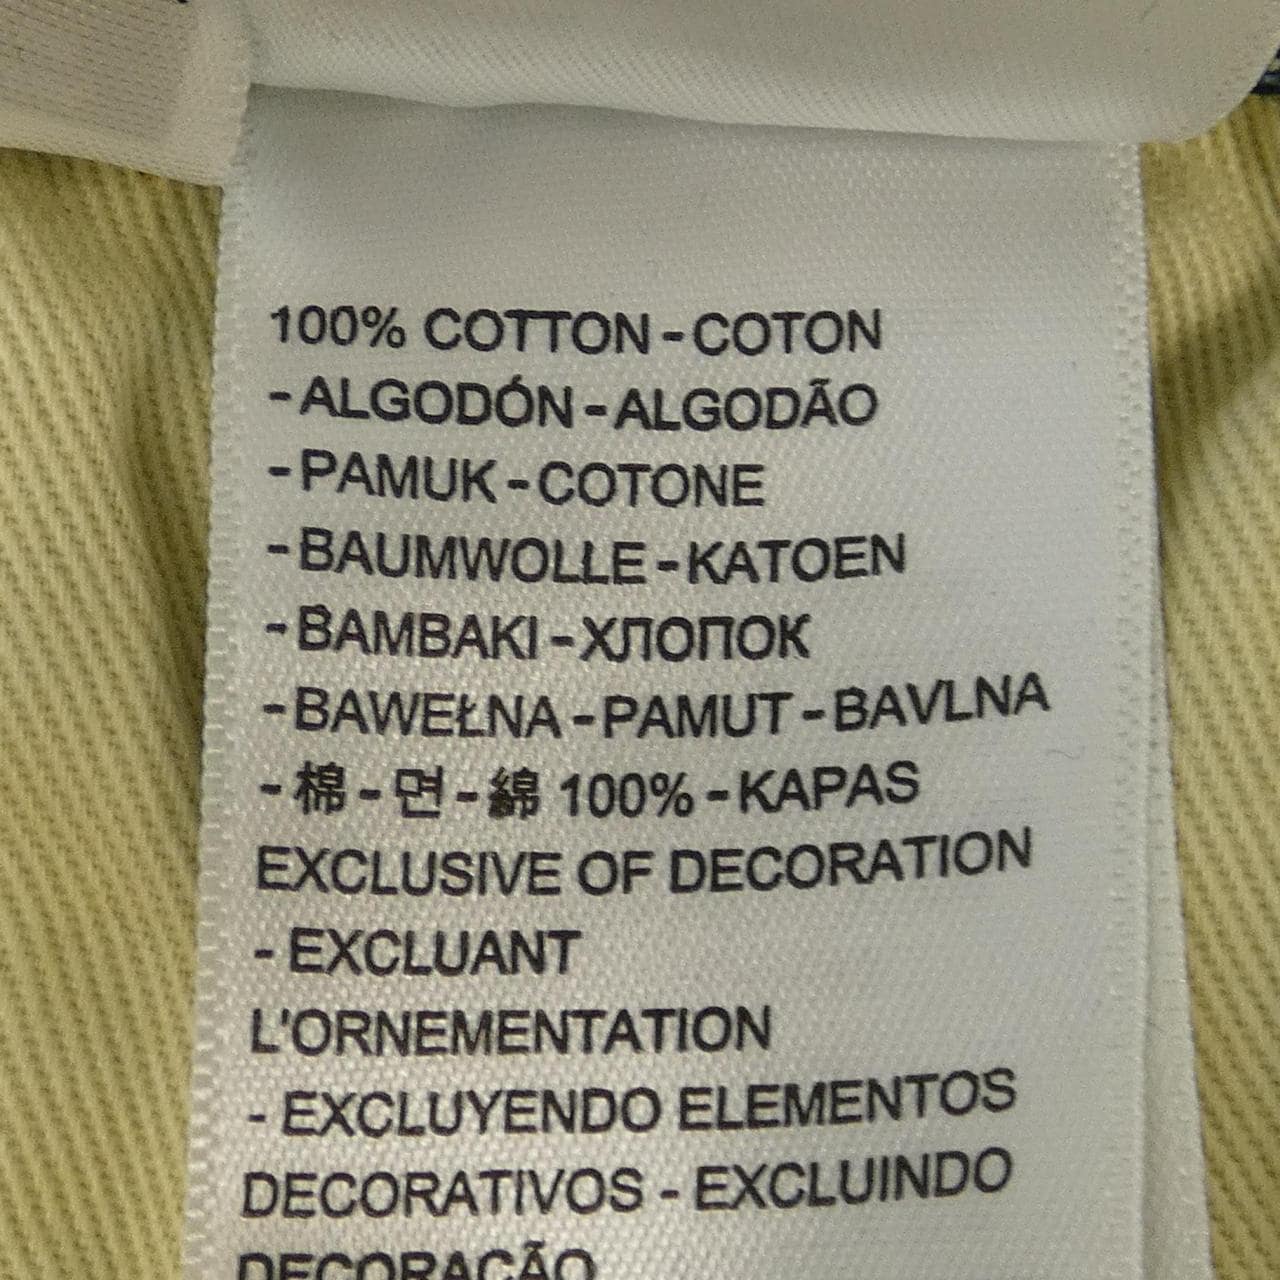 100% COTTON-COTON
-ALGODÓN-ALGODÃO
-PAMUK-COTONE
-BAUMWOLLE-KATOEN
-BAMBAKI-ХЛОПОК
-BAWEŁNA-PAMUT-BAVLNA
-棉-면-綿 100%-KAPAS
EXCLUSIVE OF DECORATION
- EXCLUANT
L'ORNEMENTATION
- EXCLUYENDO ELEMENTOS
DECORATIVOS - EXCLUINDO
DECORAÇÃO